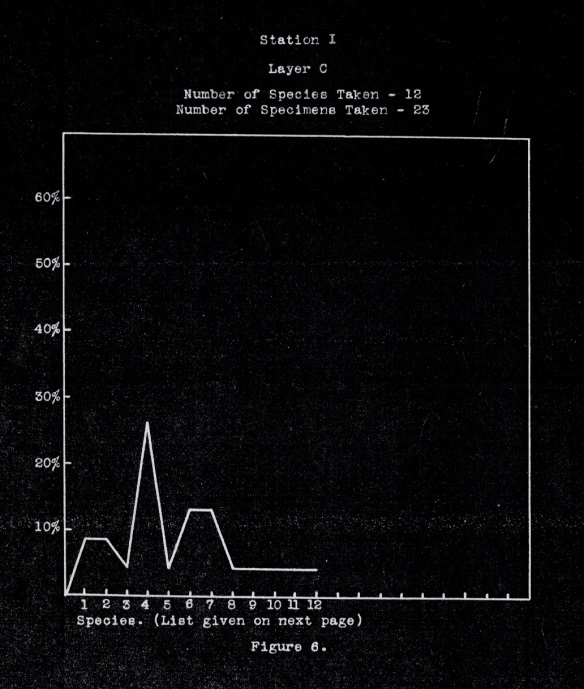 Station I
Layer C
Number of Species Taken - 12
Number of Specimens Taken - 23
60%
50%
40%
30%
20%
10%
1 2 3 4 5 6 7 8 9 10 11 12
Species. (List given on next page)
Figure 6.